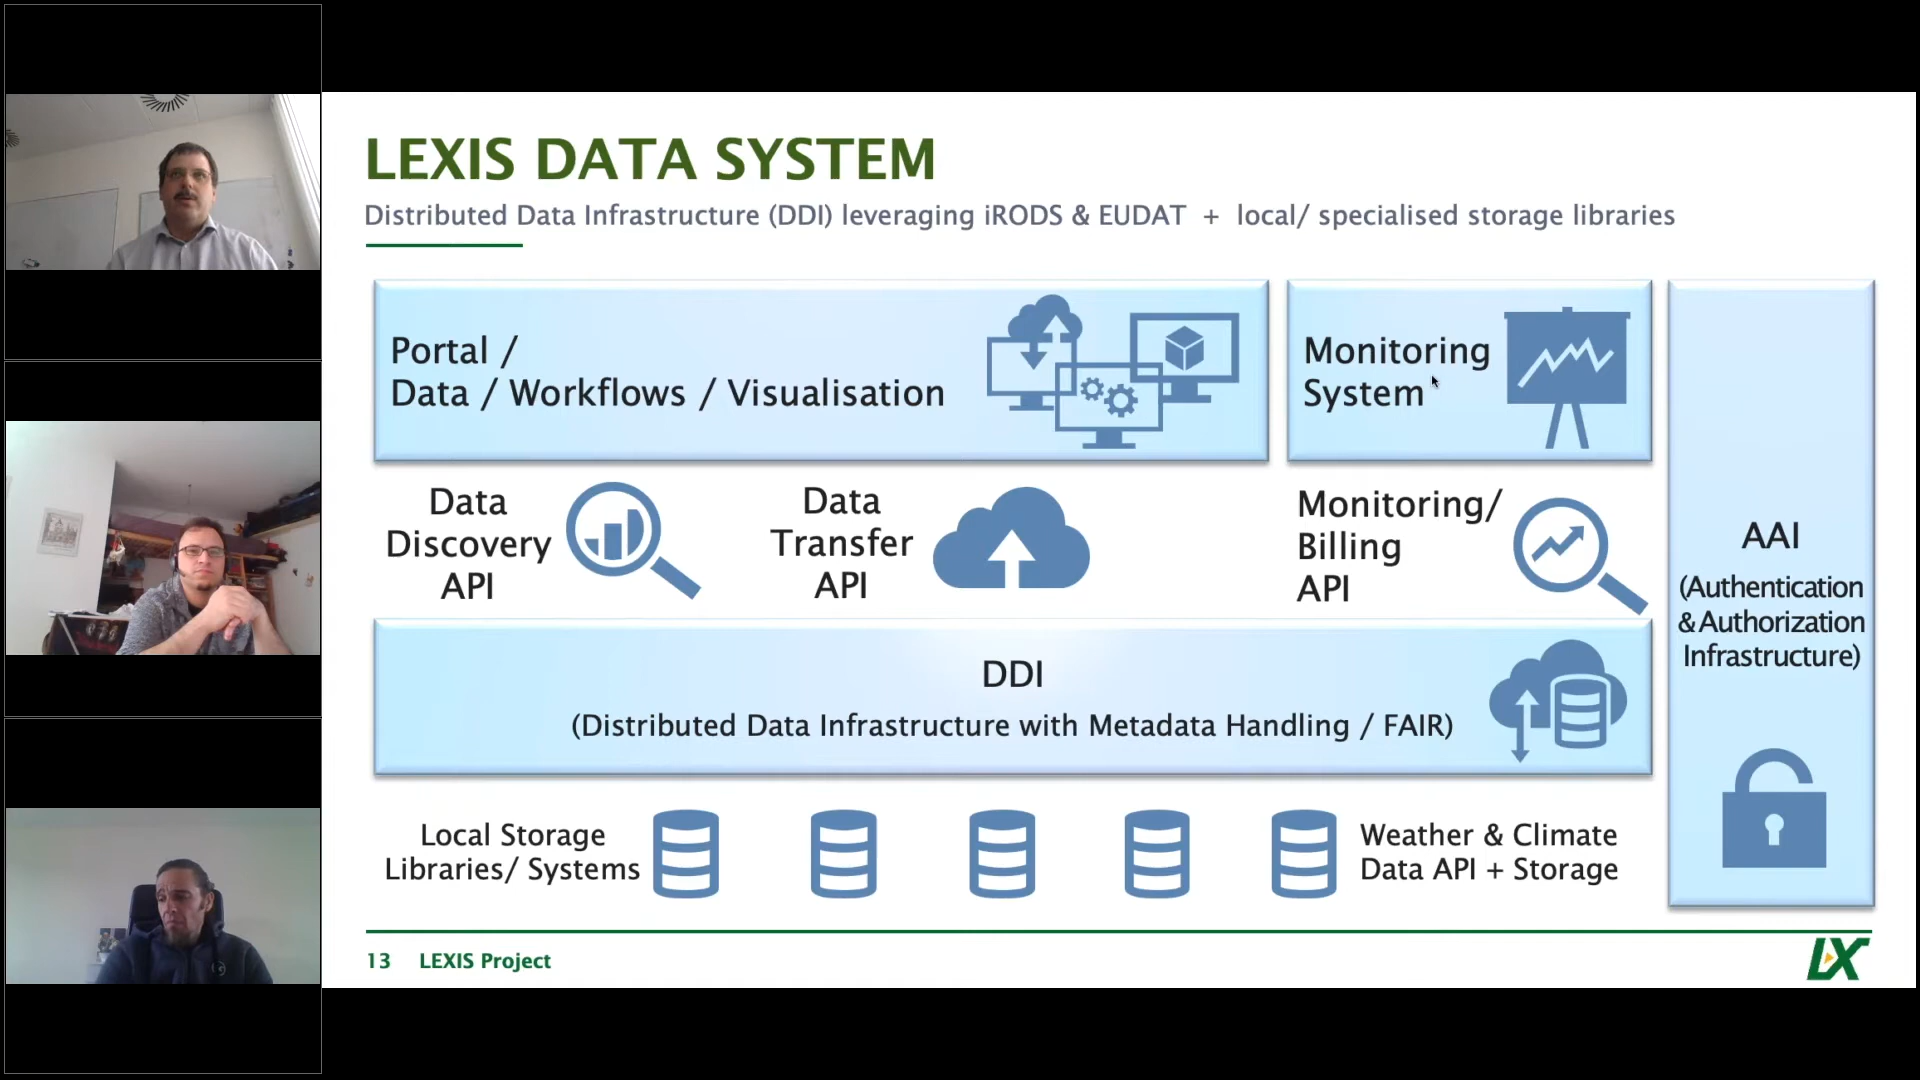 LEXIS DATA SYSTEM
Distributed Data Infrastructure (DDI) leveraging iRODS & EUDAT + local/ specialised storage libraries
Portal /
Data / Workflows / Visualisation
Monitoring
System
Data
Discovery
API
Data
Transfer
API
Monitoring/
Billing
API
AAI
(Authentication
& Authorization
Infrastructure)
DDI
(Distributed Data Infrastructure with Metadata Handling / FAIR)
Local Storage
Libraries/ Systems
Weather & Climate
Data API + Storage
13 LEXIS Project
LX